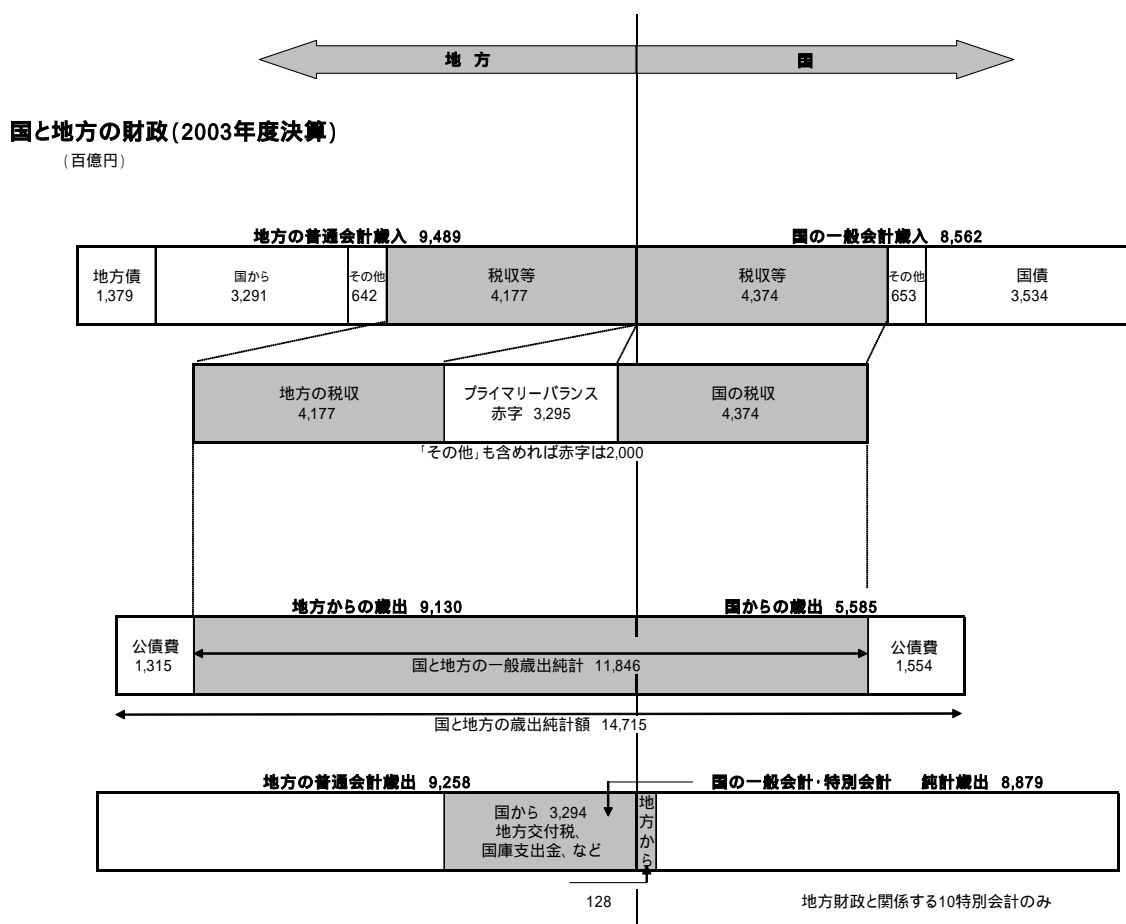 地方
国
国と地方の財政(2003年度決算)
(百億円)
地方の普通会計歳入 9,489
国の一般会計歳入 8,562
地方債
1,379
国から
3,291
その他
642
税収等
4,177
税収等
4,374
その他
653
国債
3,534
地方の税収
4,177
プライマリーバランス
赤字 3,295
国の税収
4,374
「その他」も含めれば赤字は2,000
地方からの歳出 9,130
国からの歳出 5,585
公債費
1,315
国と地方の一般歳出純計 11,846
公債費
1,554
国と地方の歳出純計額 14,715
地方の普通会計歳出 9,258
国の一般会計・特別会計 純計歳出 8,879
国から 3,294
地方交付税、
国庫支出金、など
地方から
128
地方財政と関係する10特別会計のみ